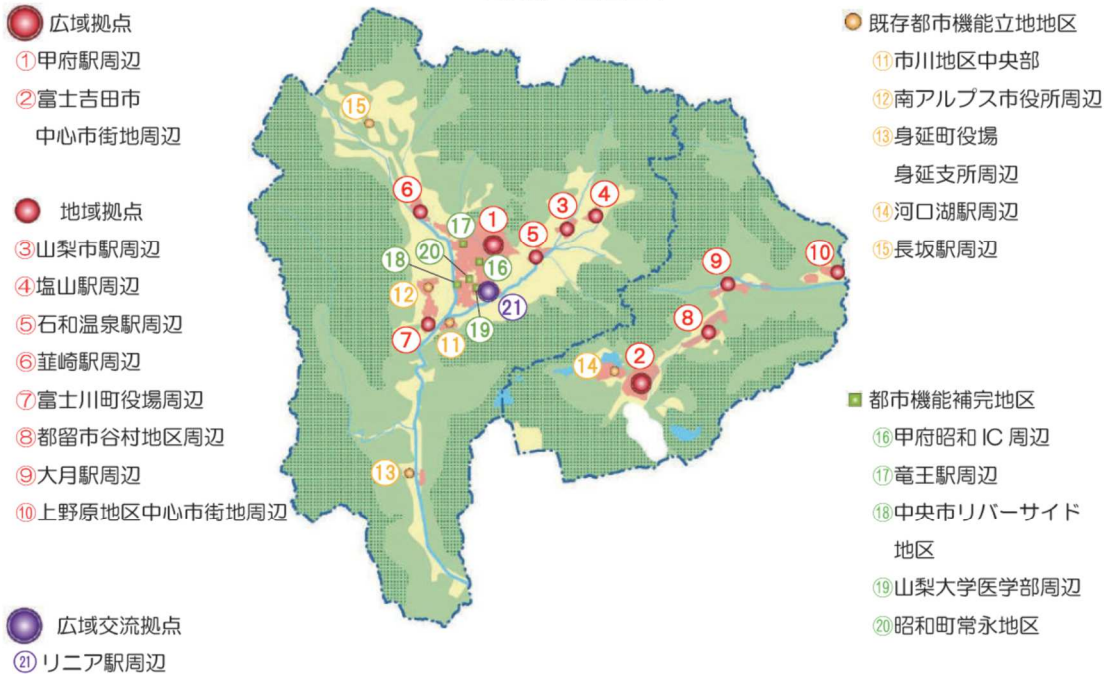 広域拠点
①甲府駅周辺
②富士吉田市
中心市街地周辺
地域拠点
③山梨市駅周辺
④塩山駅周辺
⑤石和温泉駅周辺
⑥韮崎駅周辺
⑦富士川町役場周辺
⑧都留市谷村地区周辺
⑨大月駅周辺
⑩上野原地区中心市街地周辺
広域交流拠点
㉑リニア駅周辺
⑮
⑥
⑰
①
③
④
⑤
⑳
⑱
⑯
⑫
㉑
⑦
⑪
⑲
⑨
⑩
⑧
⑭
②
⑬
既存都市機能立地地区
⑪市川地区中央部
⑫南アルプス市役所周辺
⑬身延町役場
身延支所周辺
⑭河口湖駅周辺
⑮長坂駅周辺
都市機能補完地区
⑯甲府昭和IC周辺
⑰竜王駅周辺
⑱中央市リバーサイド
地区
⑲山梨大学医学部周辺
⑳昭和町常永地区